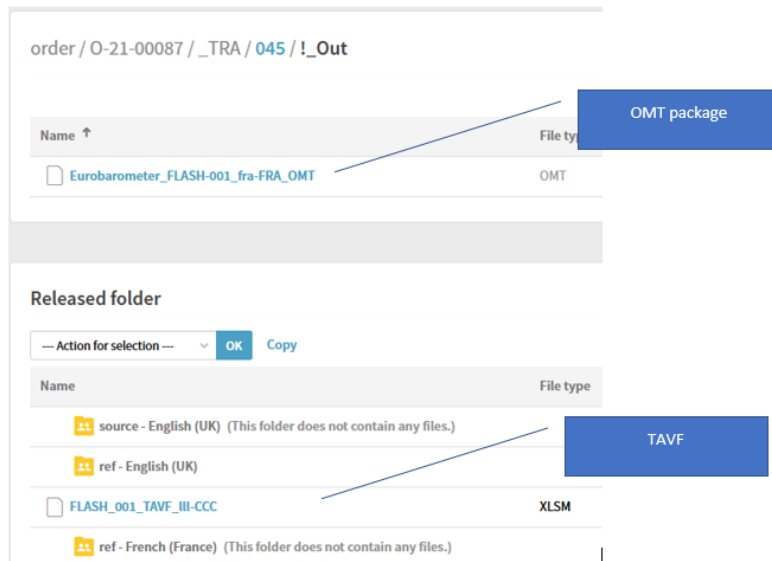 order / O-21-00087 / _TRA / 045 / !_Out
OMT package
Name ↑ File typ
Eurobarometer_FLASH-001_fra-FRA_OMT OMT
Released folder
--- Action for selection --- OK Copy
Name File type
source - English (UK) (This folder does not contain any files.)
TAVF
ref - English (UK)
FLASH_001_TAVF_III-CCC XLSM
ref - French (France) (This folder does not contain any files.)